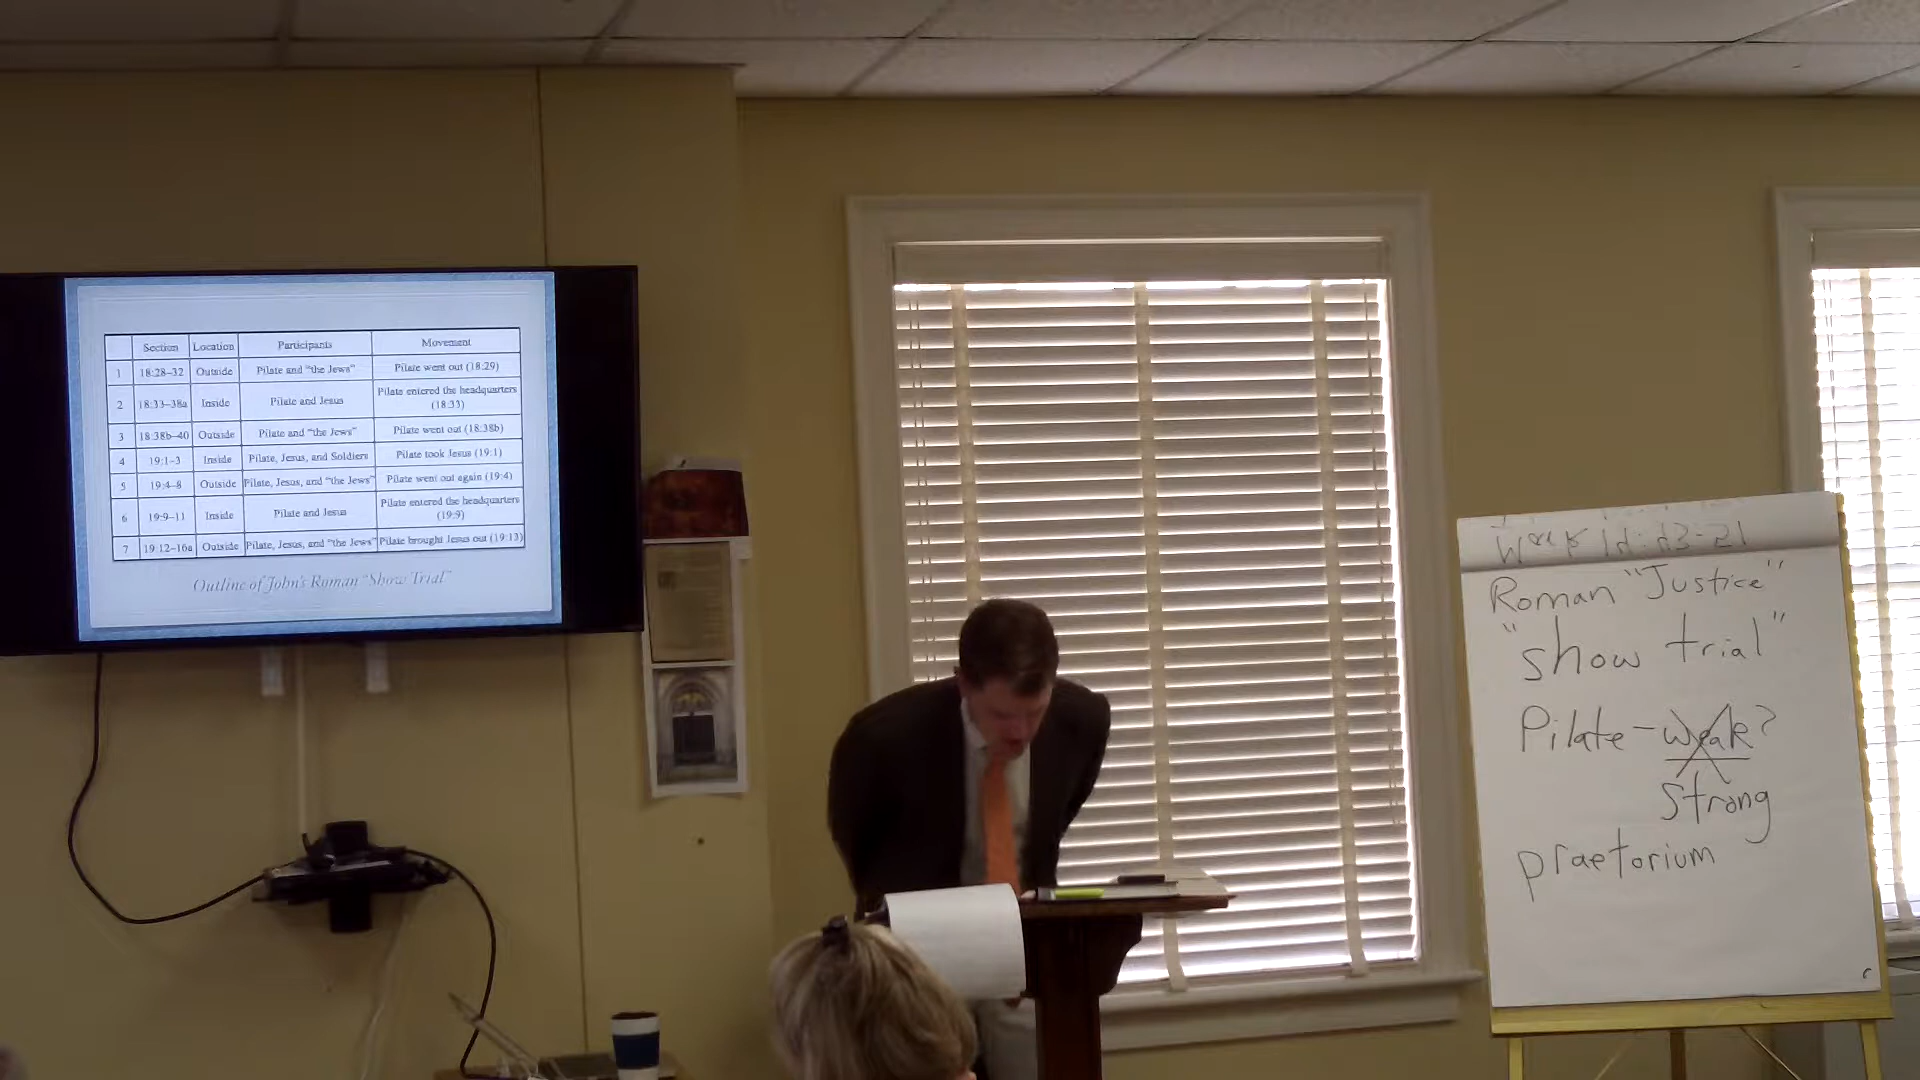 Section Location Participants Movement
1 18:28–32 Outside Pilate and "the Jews" Pilate went out (18:29)
2 18:33–38a Inside Pilate and Jesus Pilate entered the headquarters (18:33)
3 18:38b–40 Outside Pilate and "the Jews" Pilate went out (18:38b)
4 19:1–3 Inside Pilate, Jesus, and Soldiers Pilate took Jesus (19:1)
5 19:4–8 Outside Pilate, Jesus, and "the Jews" Pilate went out again (19:4)
6 19:9–11 Inside Pilate and Jesus Pilate entered the headquarters (19:9)
7 19:12–16a Outside Pilate, Jesus, and "the Jews" Pilate brought Jesus out (19:13)
Outline of John's Roman "Show Trial"
Roman "Justice"
"show trial"
Pilate - weak?
Strong
praetorium